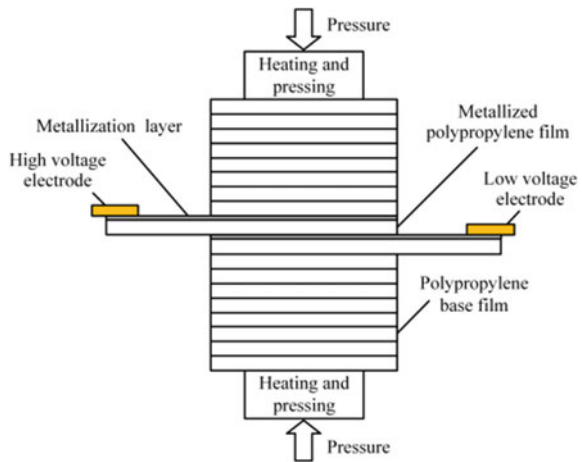 Pressure
Heating and
pressing
Metallization layer
Metallized
polypropylene film
High voltage
electrode
Low voltage
electrode
Polypropylene
base film
Heating and
pressing
Pressure